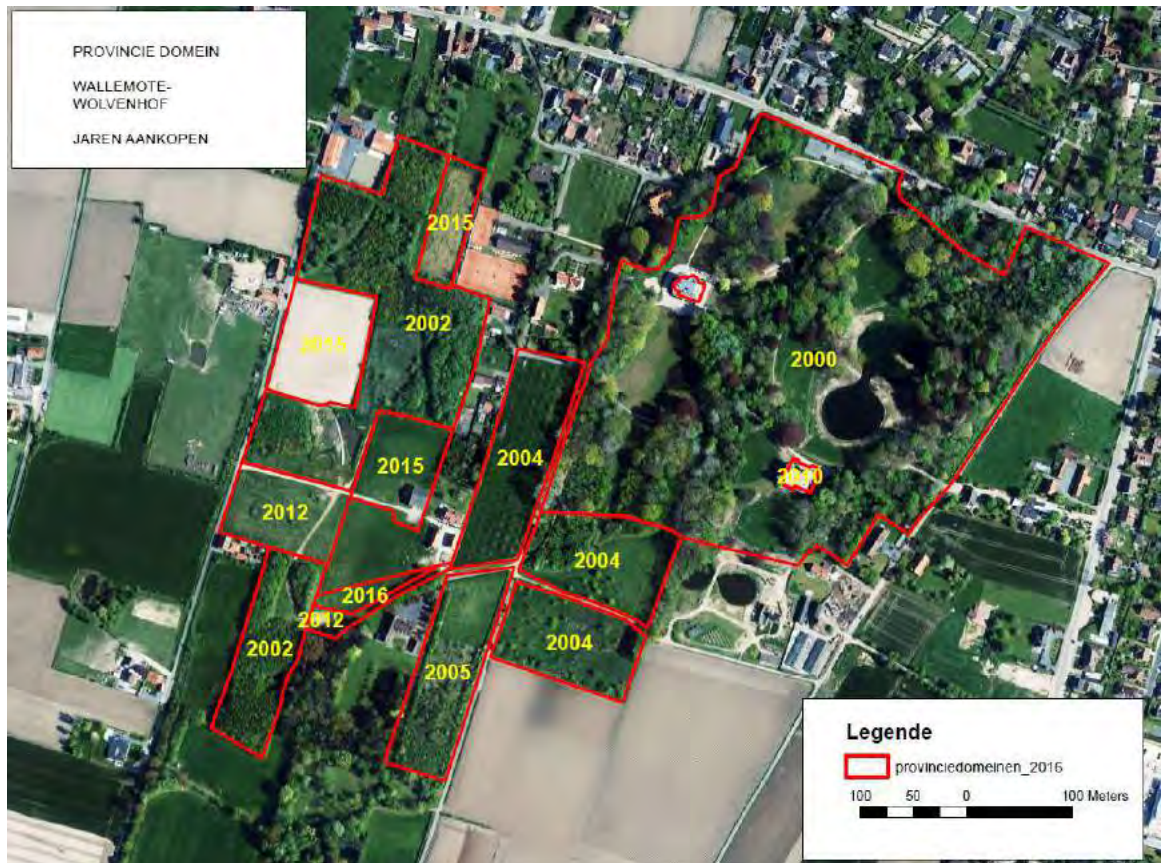 PROVINCIE DOMEIN
WALLEMOTE-
WOLVENHOF
JAREN AANKOPEN
2015
2002
2015
2000
2004
2015
2010
2012
2004
2016
2012
2004
2002
2005
Legende
provinciedomeinen_2016
100 50 0 100 Meters